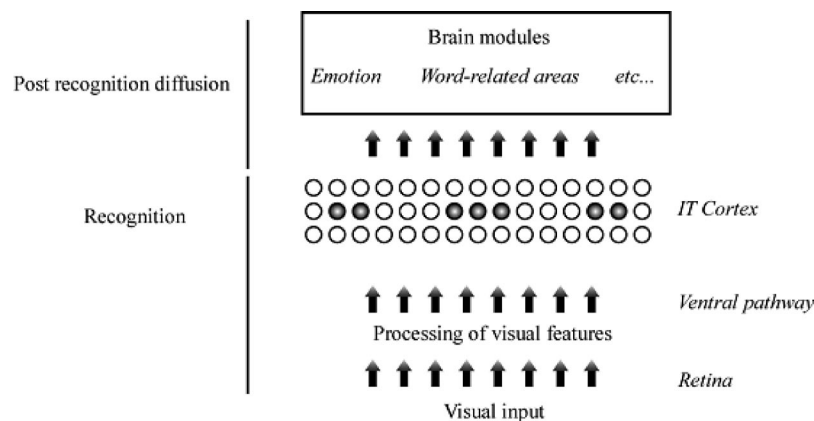 Brain modules
Emotion Word-related areas etc...
Post recognition diffusion
Recognition
IT Cortex
Ventral pathway
Processing of visual features
Retina
Visual input